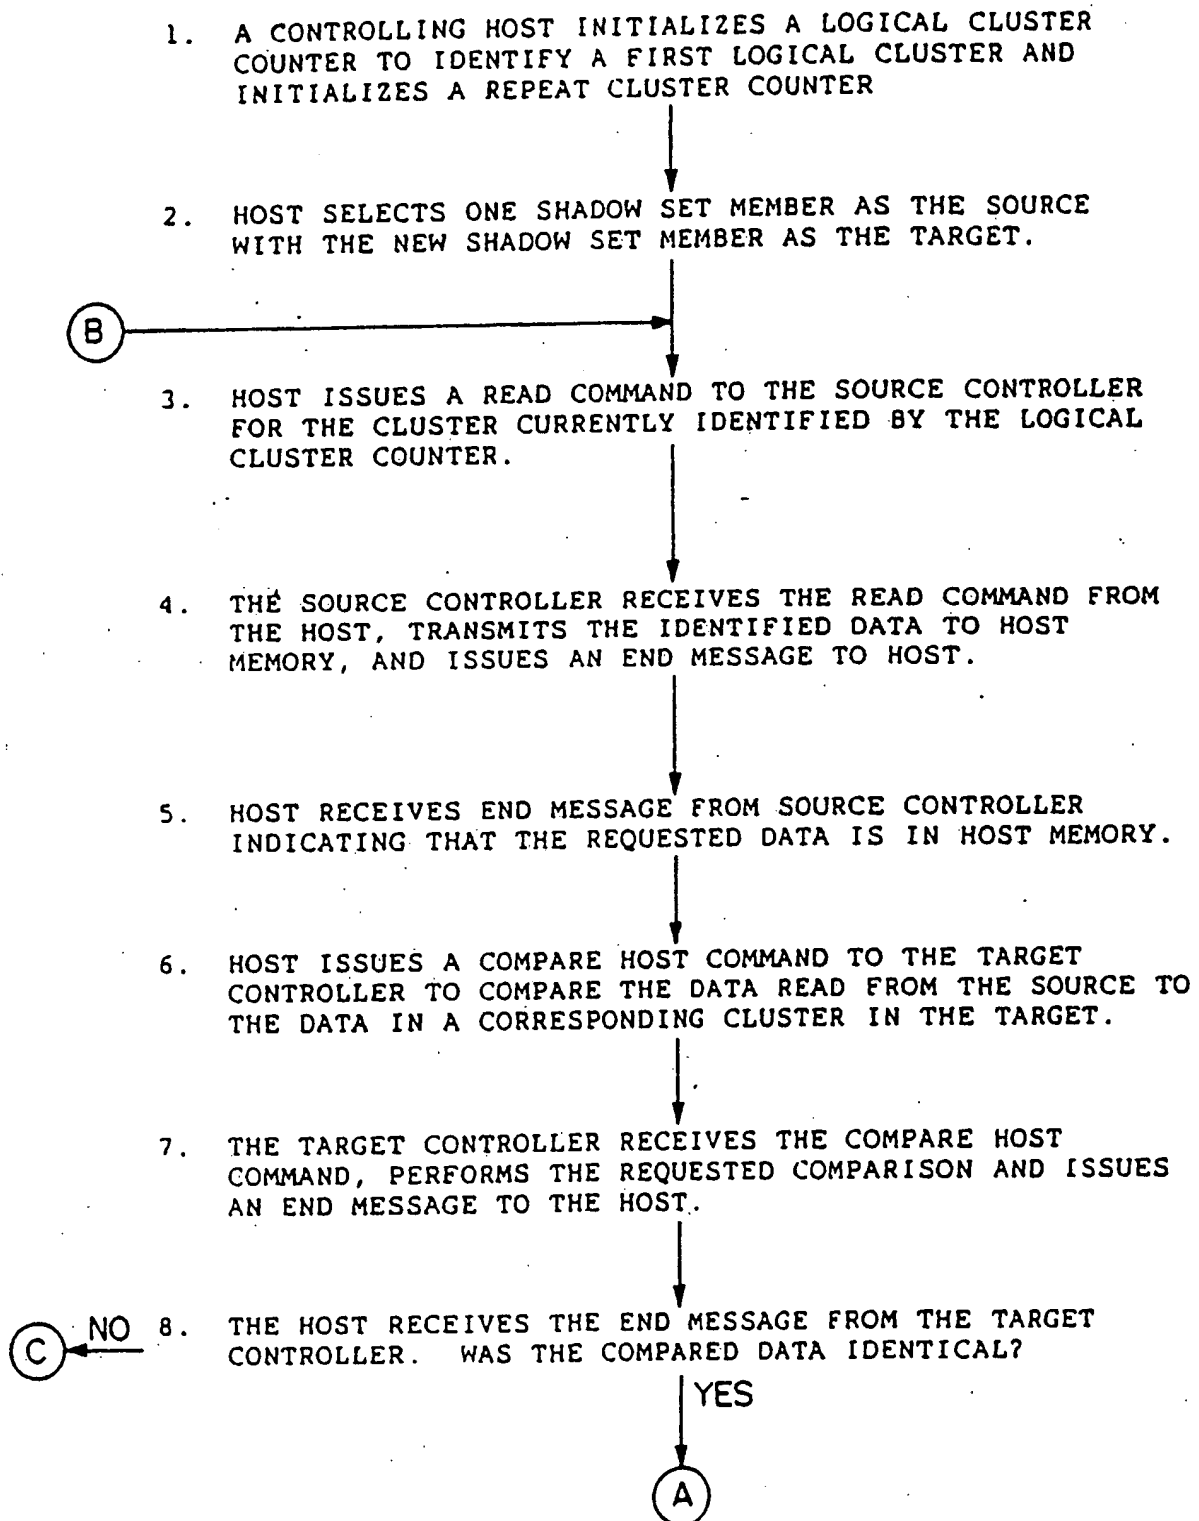 1. A CONTROLLING HOST INITIALIZES A LOGICAL CLUSTER
COUNTER TO IDENTIFY A FIRST LOGICAL CLUSTER AND
INITIALIZES A REPEAT CLUSTER COUNTER
2. HOST SELECTS ONE SHADOW SET MEMBER AS THE SOURCE
WITH THE NEW SHADOW SET MEMBER AS THE TARGET.
B
3. HOST ISSUES A READ COMMAND TO THE SOURCE CONTROLLER
FOR THE CLUSTER CURRENTLY IDENTIFIED BY THE LOGICAL
CLUSTER COUNTER.
4. THE SOURCE CONTROLLER RECEIVES THE READ COMMAND FROM
THE HOST, TRANSMITS THE IDENTIFIED DATA TO HOST
MEMORY, AND ISSUES AN END MESSAGE TO HOST.
5. HOST RECEIVES END MESSAGE FROM SOURCE CONTROLLER
INDICATING THAT THE REQUESTED DATA IS IN HOST MEMORY.
6. HOST ISSUES A COMPARE HOST COMMAND TO THE TARGET
CONTROLLER TO COMPARE THE DATA READ FROM THE SOURCE TO
THE DATA IN A CORRESPONDING CLUSTER IN THE TARGET.
7. THE TARGET CONTROLLER RECEIVES THE COMPARE HOST
COMMAND, PERFORMS THE REQUESTED COMPARISON AND ISSUES
AN END MESSAGE TO THE HOST.
C NO 8. THE HOST RECEIVES THE END MESSAGE FROM THE TARGET
CONTROLLER. WAS THE COMPARED DATA IDENTICAL?
YES
A